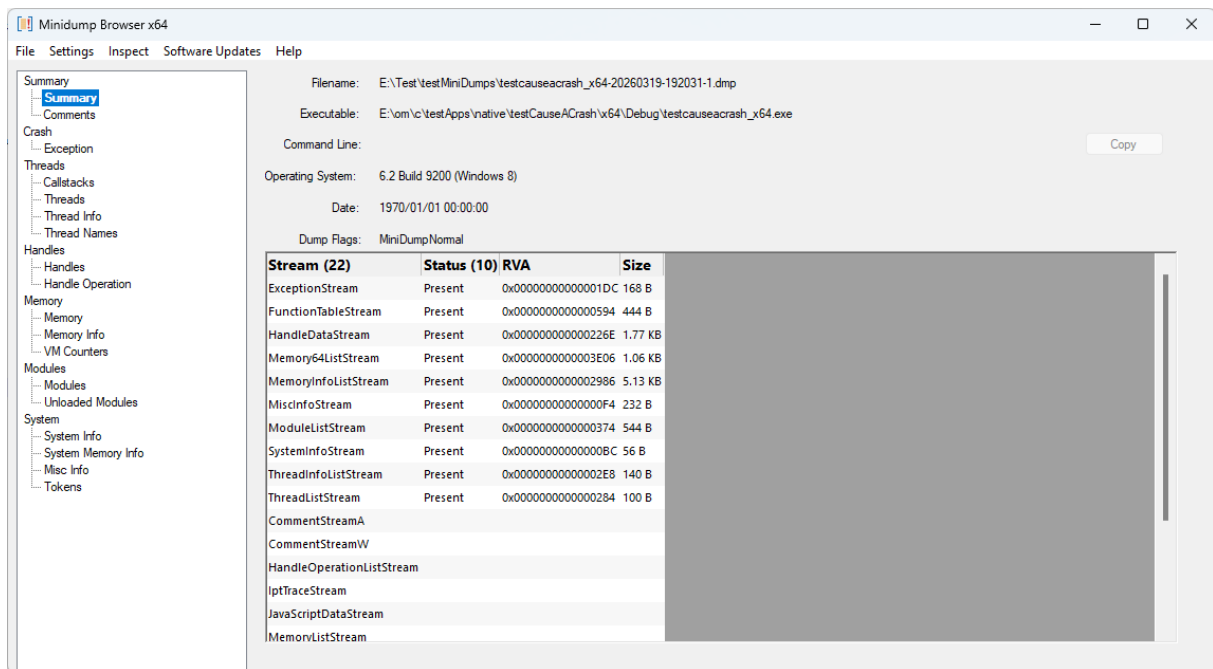 Minidump Browser x64
File Settings Inspect Software Updates Help
Summary
Summary
Comments
Crash
Exception
Threads
Callstacks
Threads
Thread Info
Thread Names
Handles
Handles
Handle Operation
Memory
Memory
Memory Info
VM Counters
Modules
Modules
Unloaded Modules
System
System Info
System Memory Info
Misc Info
Tokens
Filename: E:\Test\testMiniDumps\testcauseacrash_x64-20260319-192031-1.dmp
Executable: E:\om\c\testApps\native\testCauseACrash\x64\Debug\testcauseacrash_x64.exe
Command Line:
Copy
Operating System: 6.2 Build 9200 (Windows 8)
Date: 1970/01/01 00:00:00
Dump Flags: MiniDumpNormal
Stream (22) Status (10) RVA Size
ExceptionStream Present 0x00000000000001DC 168 B
FunctionTableStream Present 0x0000000000000594 444 B
HandleDataStream Present 0x000000000000226E 1.77 KB
Memory64ListStream Present 0x0000000000003E06 1.06 KB
MemoryInfoListStream Present 0x0000000000002986 5.13 KB
MiscInfoStream Present 0x00000000000000F4 232 B
ModuleListStream Present 0x0000000000000374 544 B
SystemInfoStream Present 0x00000000000000BC 56 B
ThreadInfoListStream Present 0x00000000000002E8 140 B
ThreadListStream Present 0x0000000000000284 100 B
CommentStreamA
CommentStreamW
HandleOperationListStream
IptTraceStream
JavaScriptDataStream
MemoryListStream